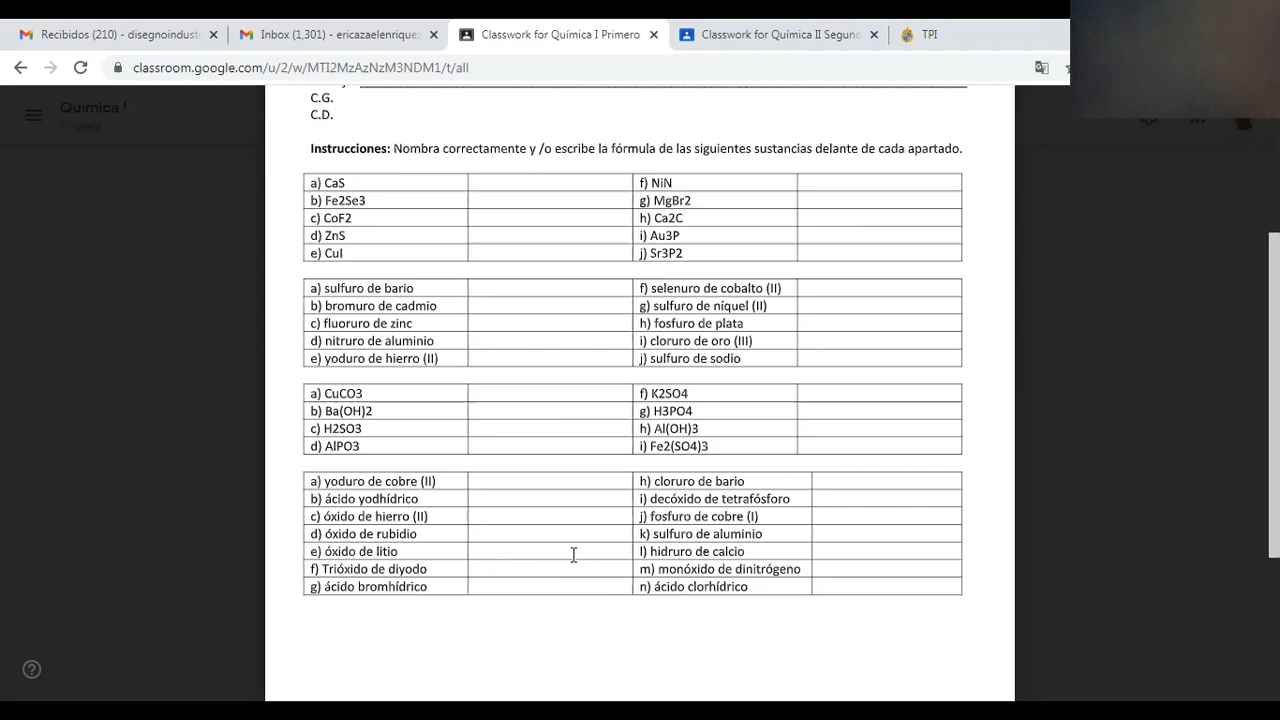 Recibidos (210) - disegnoindust
Inbox (1,301) - ericazaelenriquez
Classwork for Química I Primero
Classwork for Química II Segund
TPI
classroom.google.com/u/2/w/MTI2MzAzNzM3NDM1/t/all
Química I
Primero
C.G.
C.D.
Instrucciones: Nombra correctamente y /o escribe la fórmula de las siguientes sustancias delante de cada apartado.
a) CaS f) NiN
b) Fe2Se3 g) MgBr2
c) CoF2 h) Ca2C
d) ZnS i) Au3P
e) CuI j) Sr3P2
a) sulfuro de bario f) selenuro de cobalto (II)
b) bromuro de cadmio g) sulfuro de níquel (II)
c) fluoruro de zinc h) fosfuro de plata
d) nitruro de aluminio i) cloruro de oro (III)
e) yoduro de hierro (II) j) sulfuro de sodio
a) CuCO3 f) K2SO4
b) Ba(OH)2 g) H3PO4
c) H2SO3 h) Al(OH)3
d) AlPO3 i) Fe2(SO4)3
a) yoduro de cobre (II) h) cloruro de bario
b) ácido yodhídrico i) decóxido de tetrafósforo
c) óxido de hierro (II) j) fosfuro de cobre (I)
d) óxido de rubidio k) sulfuro de aluminio
e) óxido de litio l) hidruro de calcio
f) Trióxido de diyodo m) monóxido de dinitrógeno
g) ácido bromhídrico n) ácido clorhídrico